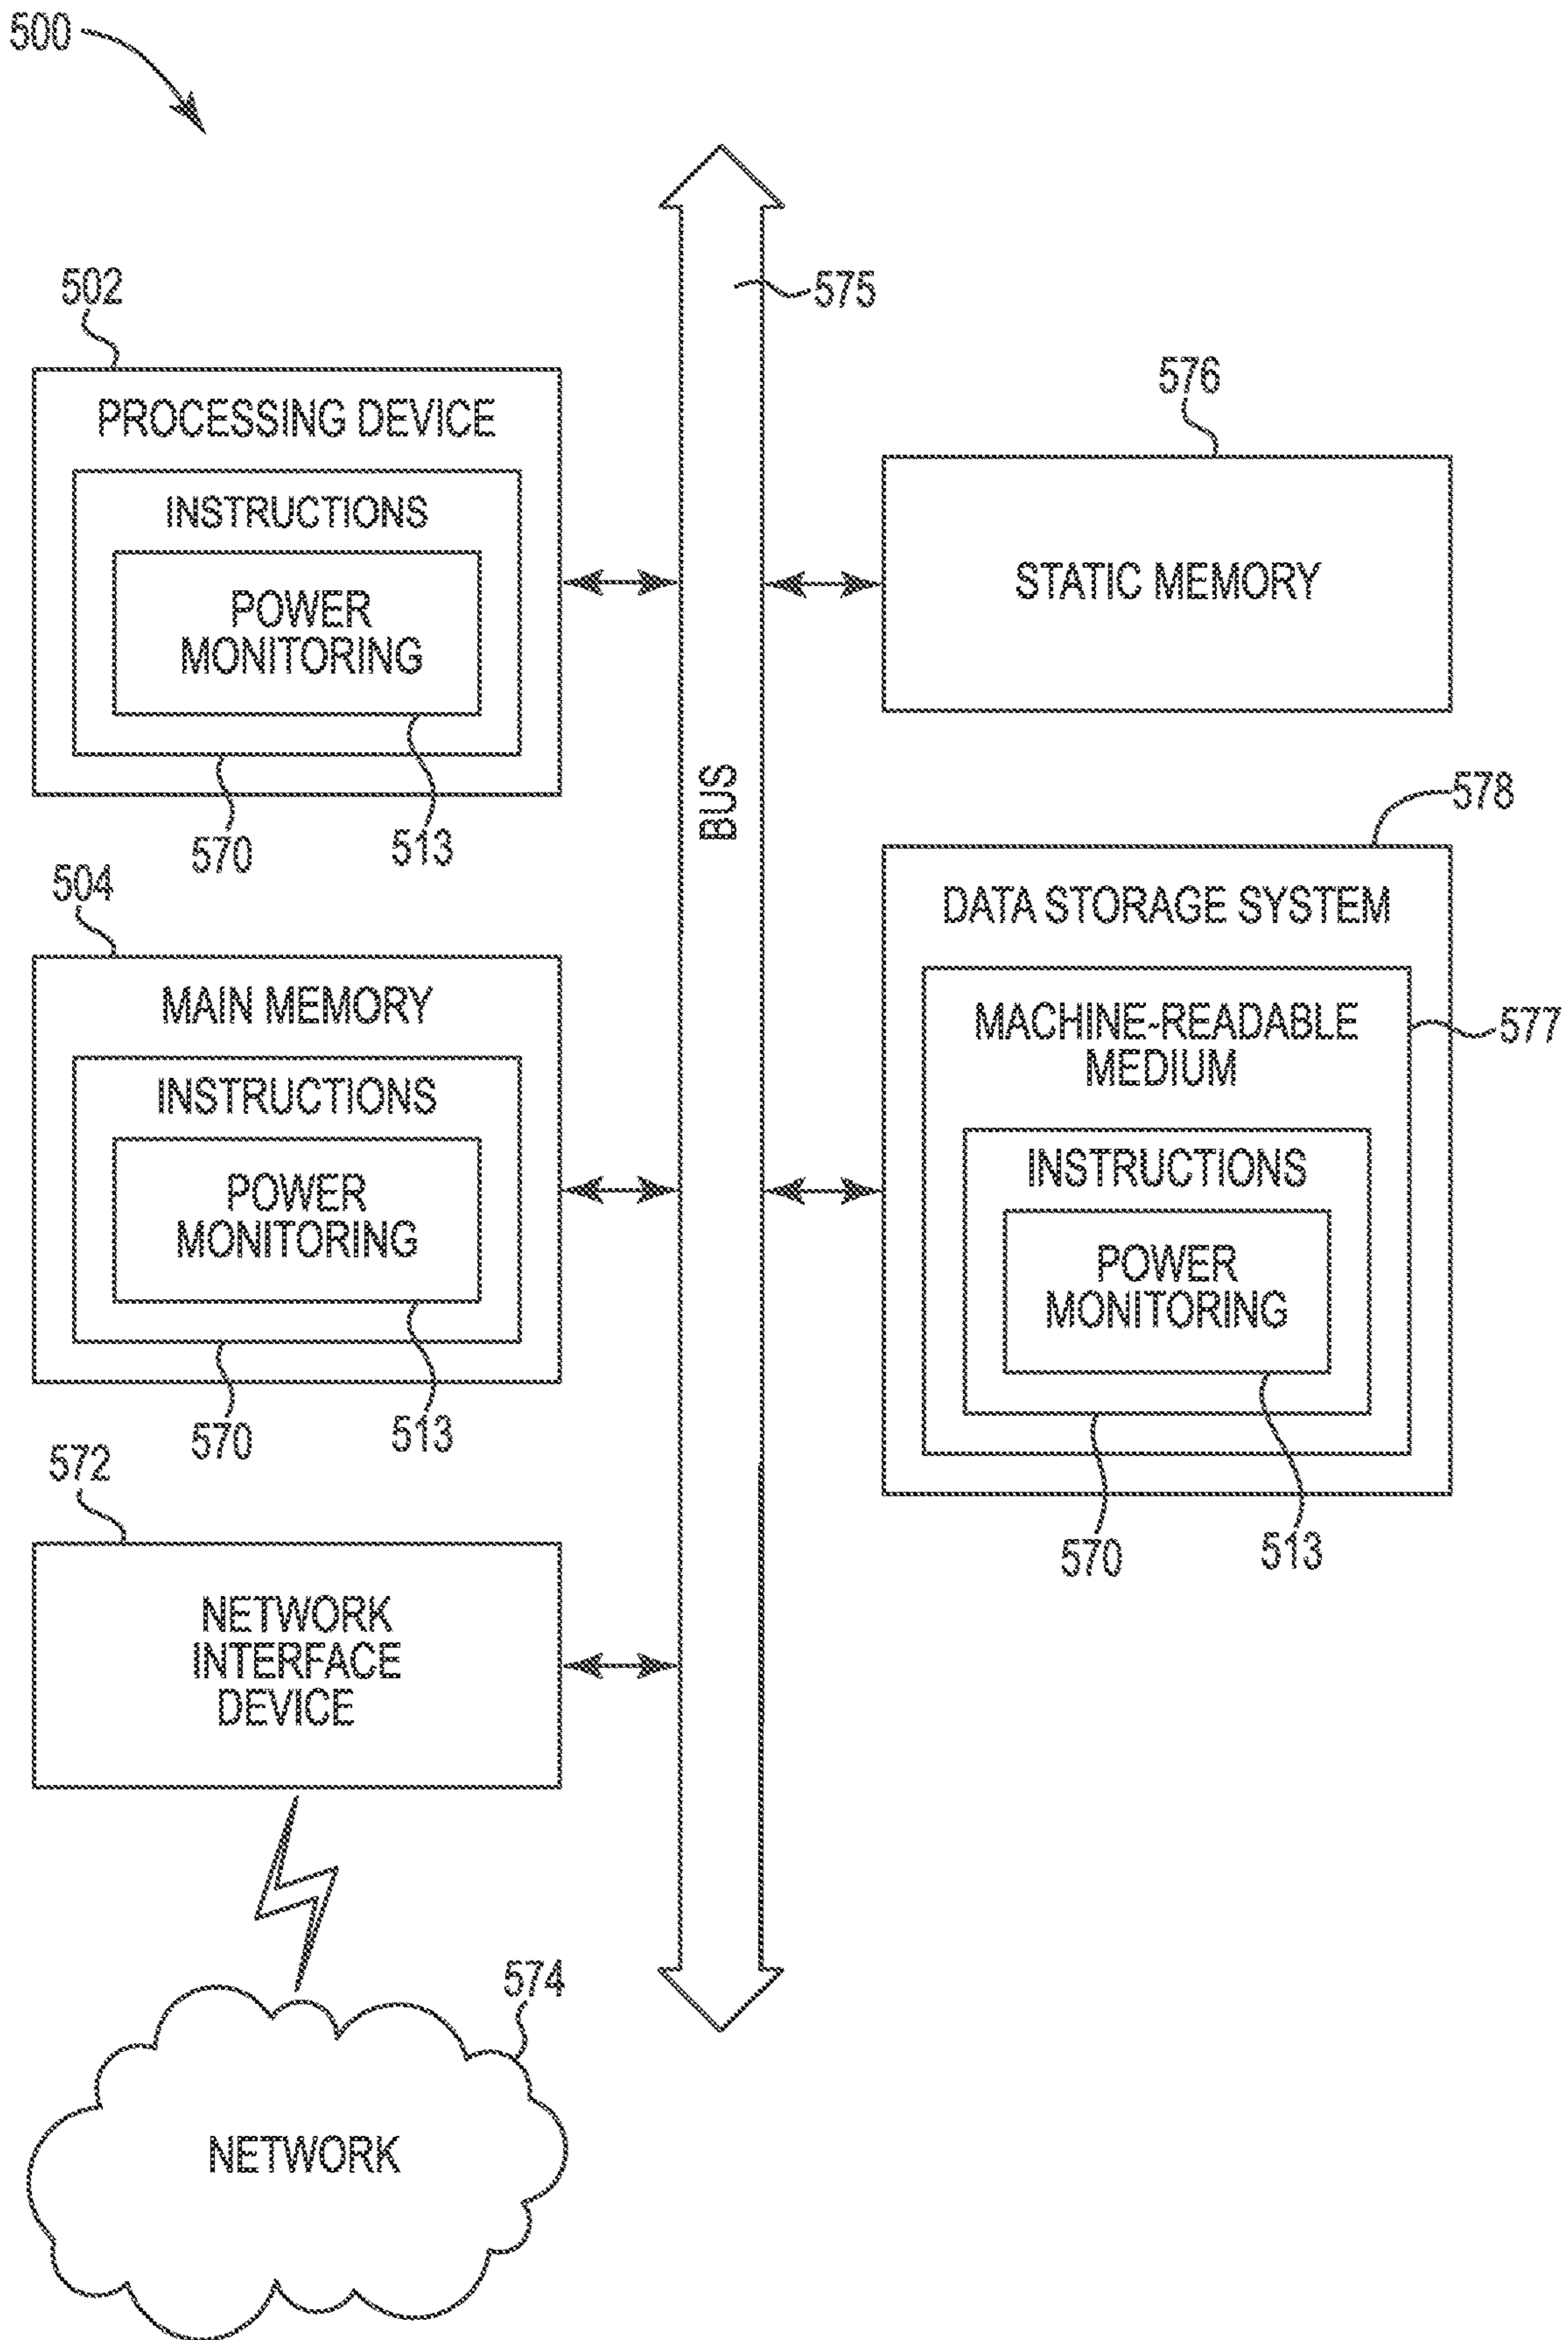 500
502
PROCESSING DEVICE
INSTRUCTIONS
POWER
MONITORING
570
513
504
MAIN MEMORY
INSTRUCTIONS
POWER
MONITORING
570
513
572
NETWORK
INTERFACE
DEVICE
574
NETWORK
575
BUS
576
STATIC MEMORY
578
DATA STORAGE SYSTEM
577
MACHINE-READABLE
MEDIUM
INSTRUCTIONS
POWER
MONITORING
570
513